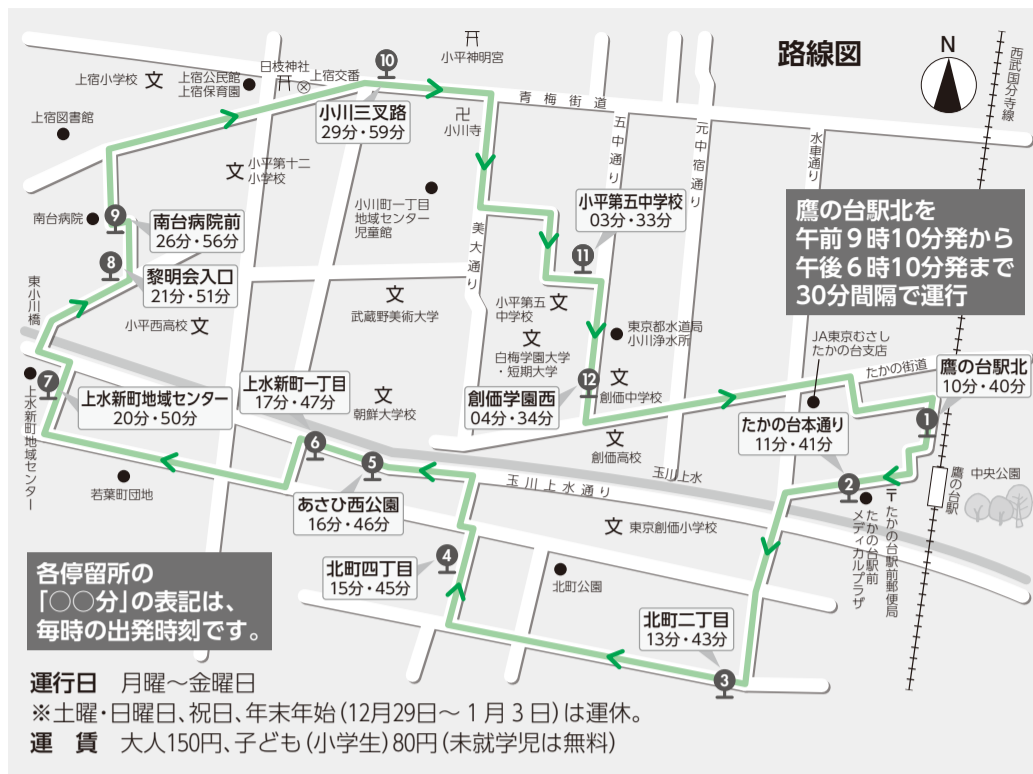 路線図
N
西武国分寺線
小平神明宮
日枝神社
上宿交番
上宿小学校
上宿公民館
上宿保育園
上宿図書館
10
小川三叉路
29分・59分
小川寺
青梅街道
五中通り
元中宿通り
水車通り
小平第十二
小学校
小川町一丁目
地域センター
児童館
小平第五中学校
03分・33分
11
鷹の台駅北を
午前9時10分発から
午後6時10分発まで
30分間隔で運行
南台病院
9
南台病院前
26分・56分
8
黎明会入口
21分・51分
美大通り
東小川橋
小平西高校
武蔵野美術大学
小平第五
中学校
白梅学園大学
・短期大学
東京都水道局
小川浄水所
JA東京むさし
たかの台支店
たかの街道
鷹の台駅北
10分・40分
1
7
上水新町地域センター
上水新町地域センター
20分・50分
上水新町一丁目
17分・47分
6
朝鮮大学校
創価学園西
04分・34分
12
創価中学校
創価高校
たかの台本通り
11分・41分
2
鷹の台駅
中央公園
若葉町団地
5
あさひ西公園
16分・46分
玉川上水
玉川上水通り
東京創価小学校
〒たかの台駅前郵便局
たかの台駅前
メディカルプラザ
4
北町四丁目
15分・45分
北町公園
北町二丁目
13分・43分
3
各停留所の
「○○分」の表記は、
毎時の出発時刻です。
運行日 月曜〜金曜日
※土曜・日曜日、祝日、年末年始(12月29日〜1月3日)は運休。
運 賃 大人150円、子ども(小学生)80円(未就学児は無料)